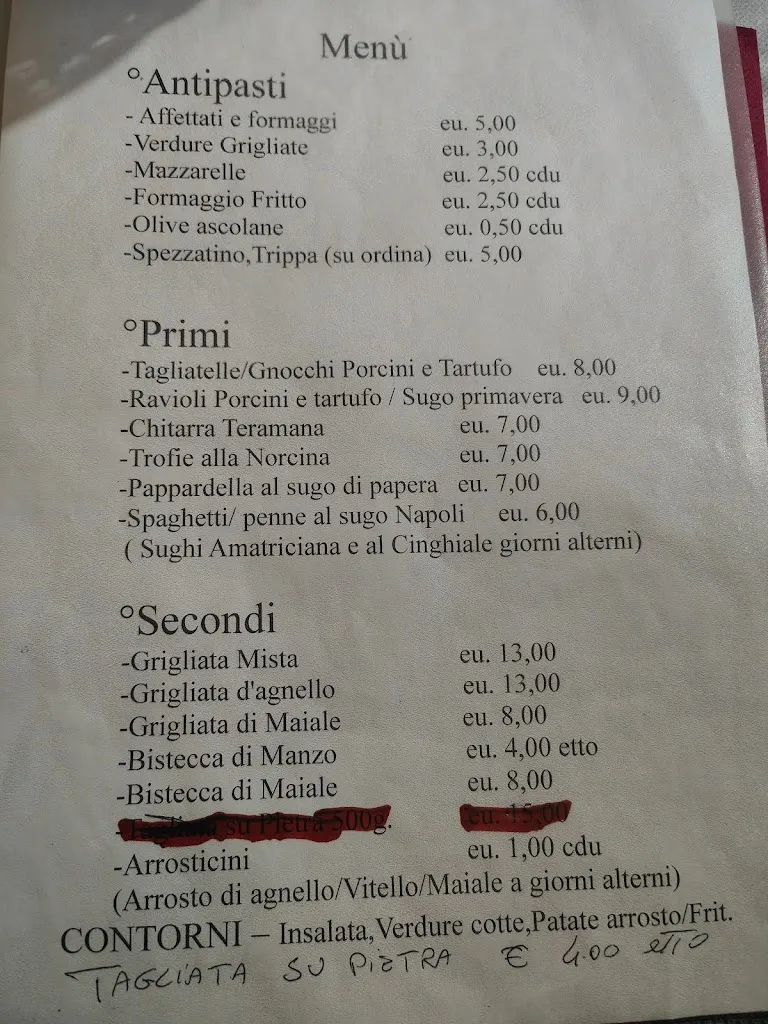 Menù
°Antipasti
- Affettati e formaggi eu. 5,00
-Verdure Grigliate eu. 3,00
-Mazzarelle eu. 2,50 cdu
-Formaggio Fritto eu. 2,50 cdu
-Olive ascolane eu. 0,50 cdu
-Spezzatino,Trippa (su ordina) eu. 5,00
°Primi
-Tagliatelle/Gnocchi Porcini e Tartufo eu. 8,00
-Ravioli Porcini e tartufo / Sugo primavera eu. 9,00
-Chitarra Teramana eu. 7,00
-Trofie alla Norcina eu. 7,00
-Pappardella al sugo di papera eu. 7,00
-Spaghetti/ penne al sugo Napoli eu. 6,00
( Sughi Amatriciana e al Cinghiale giorni alterni)
°Secondi
-Grigliata Mista eu. 13,00
-Grigliata d'agnello eu. 13,00
-Grigliata di Maiale eu. 8,00
-Bistecca di Manzo eu. 4,00 etto
-Bistecca di Maiale eu. 8,00
-Tagliata su Pietra 500g. eu. 15,00
-Arrosticini eu. 1,00 cdu
(Arrosto di agnello/Vitello/Maiale a giorni alterni)
CONTORNI – Insalata,Verdure cotte,Patate arrosto/Frit.
TAGLIATA SU PIETRA € 4.00 ETTO